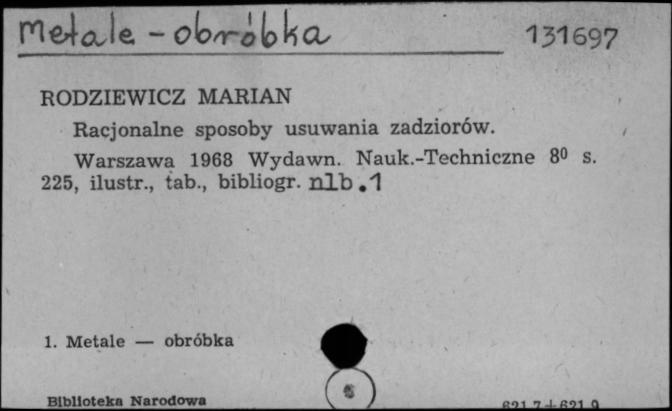 Metale - obróbka 131697
RODZIEWICZ MARIAN
Racjonalne sposoby usuwania zadziorów.
Warszawa 1968 Wydawn. Nauk.-Techniczne 8⁰ s.
225, ilustr., tab., bibliogr. nlb.1
1. Metale — obróbka
Biblioteka Narodowa